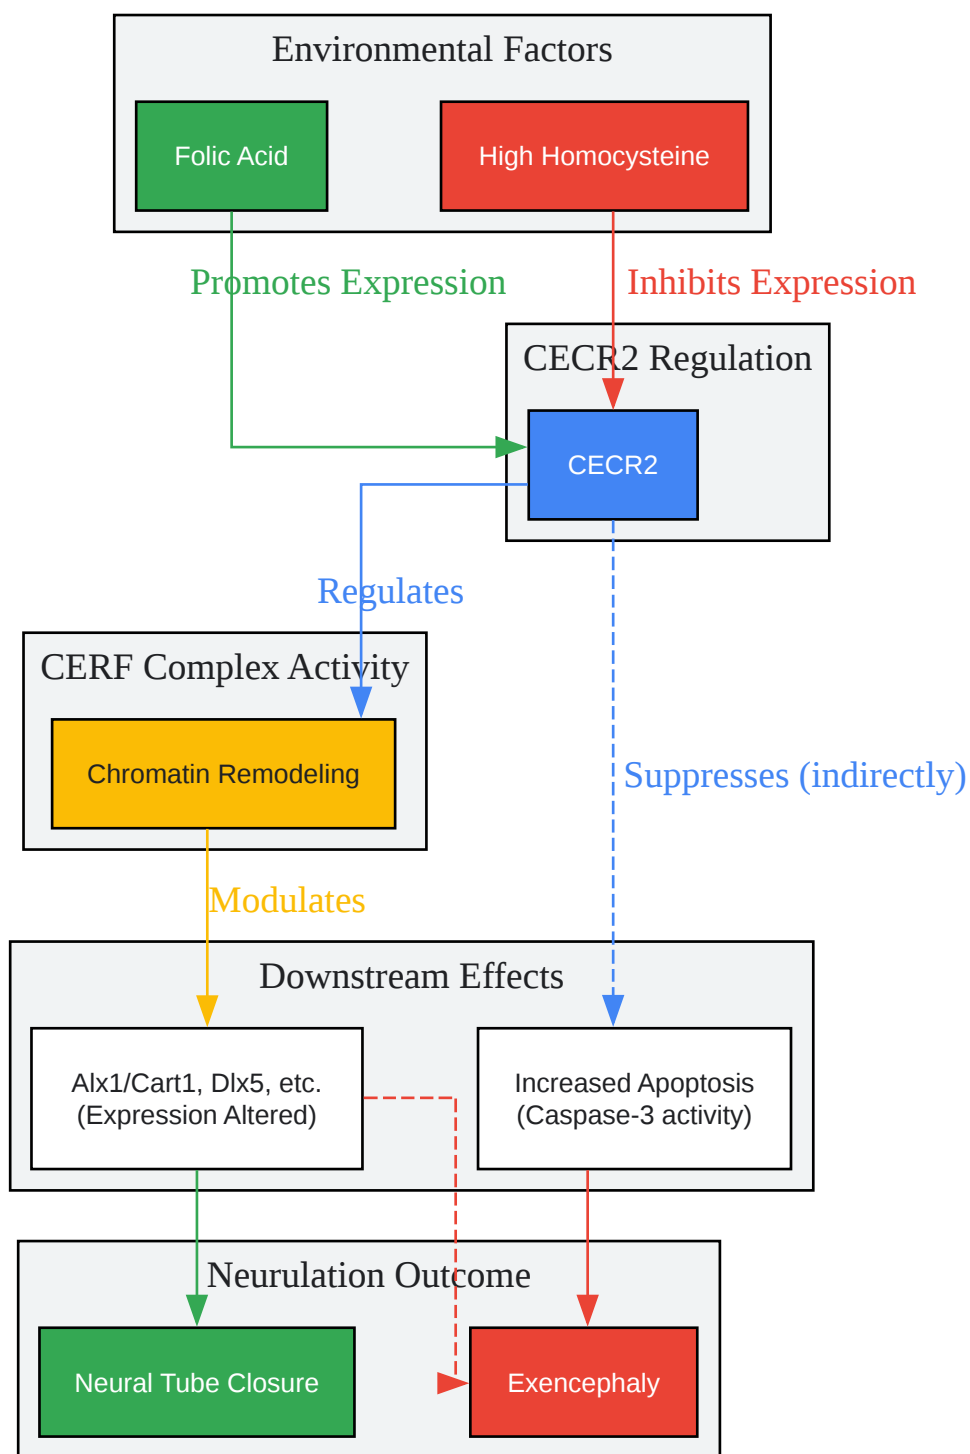 Environmental Factors
Folic Acid
High Homocysteine
Promotes Expression
Inhibits Expression
CECR2 Regulation
CECR2
Regulates
CERF Complex Activity
Chromatin Remodeling
Suppresses (indirectly)
Modulates
Downstream Effects
Alx1/Cart1, Dlx5, etc.
(Expression Altered)
Increased Apoptosis
(Caspase-3 activity)
Neurulation Outcome
Neural Tube Closure
Exencephaly